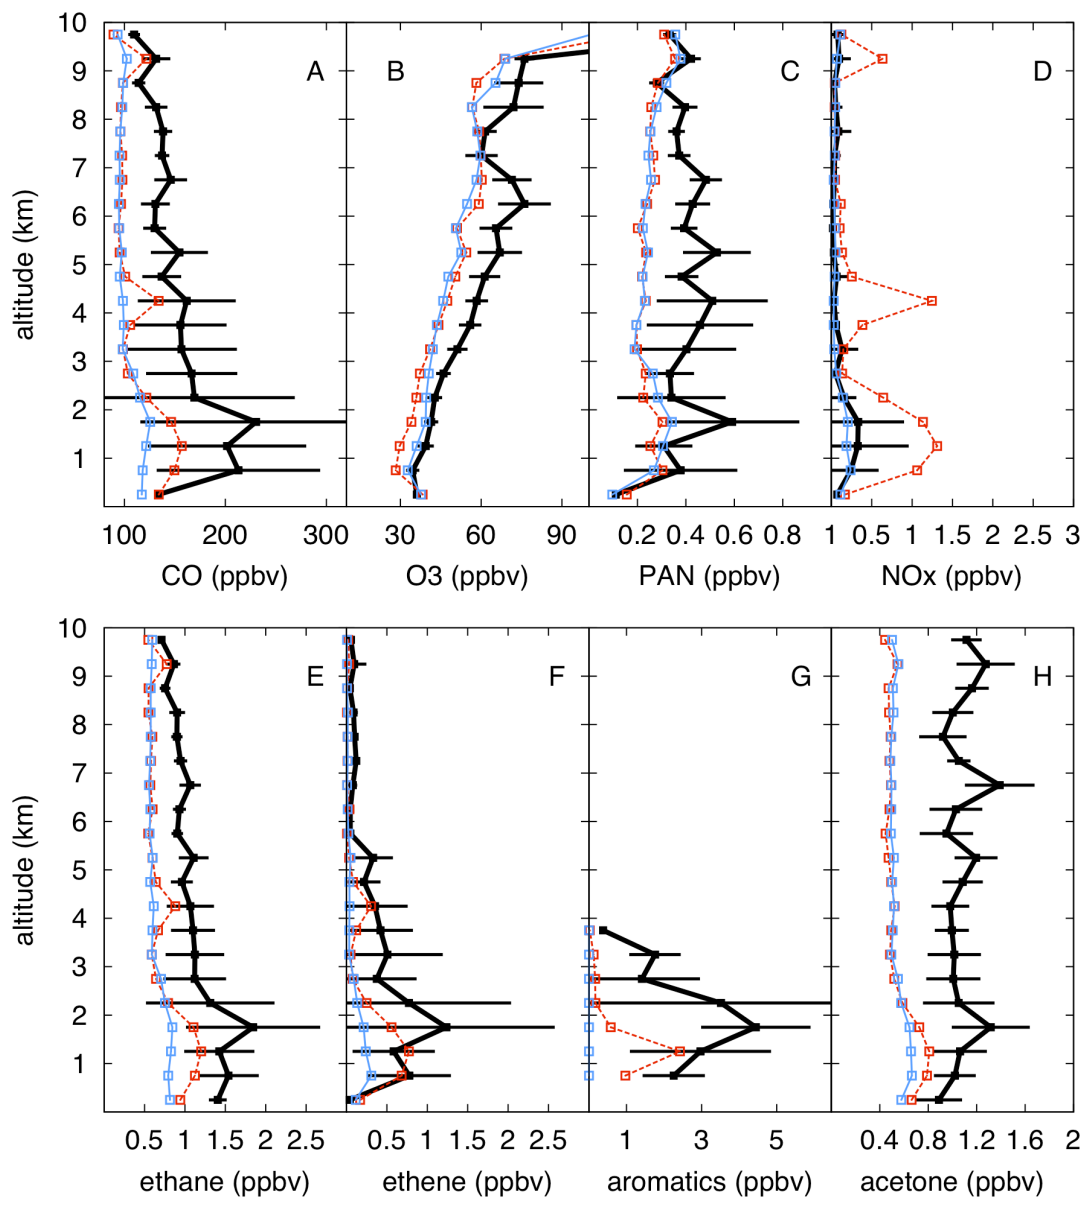 10
9
8
7
6
5
4
3
2
1
altitude (km)
A
B
C
D
100 200 300
30 60 90
0.2 0.4 0.6 0.8
1 0.5 1 1.5 2 2.5 3
CO (ppbv)
O3 (ppbv)
PAN (ppbv)
NOx (ppbv)
10
9
8
7
6
5
4
3
2
1
altitude (km)
E
F
G
H
0.5 1 1.5 2 2.5
0.5 1 1.5 2 2.5
1 3 5
0.4 0.8 1.2 1.6 2
ethane (ppbv)
ethene (ppbv)
aromatics (ppbv)
acetone (ppbv)